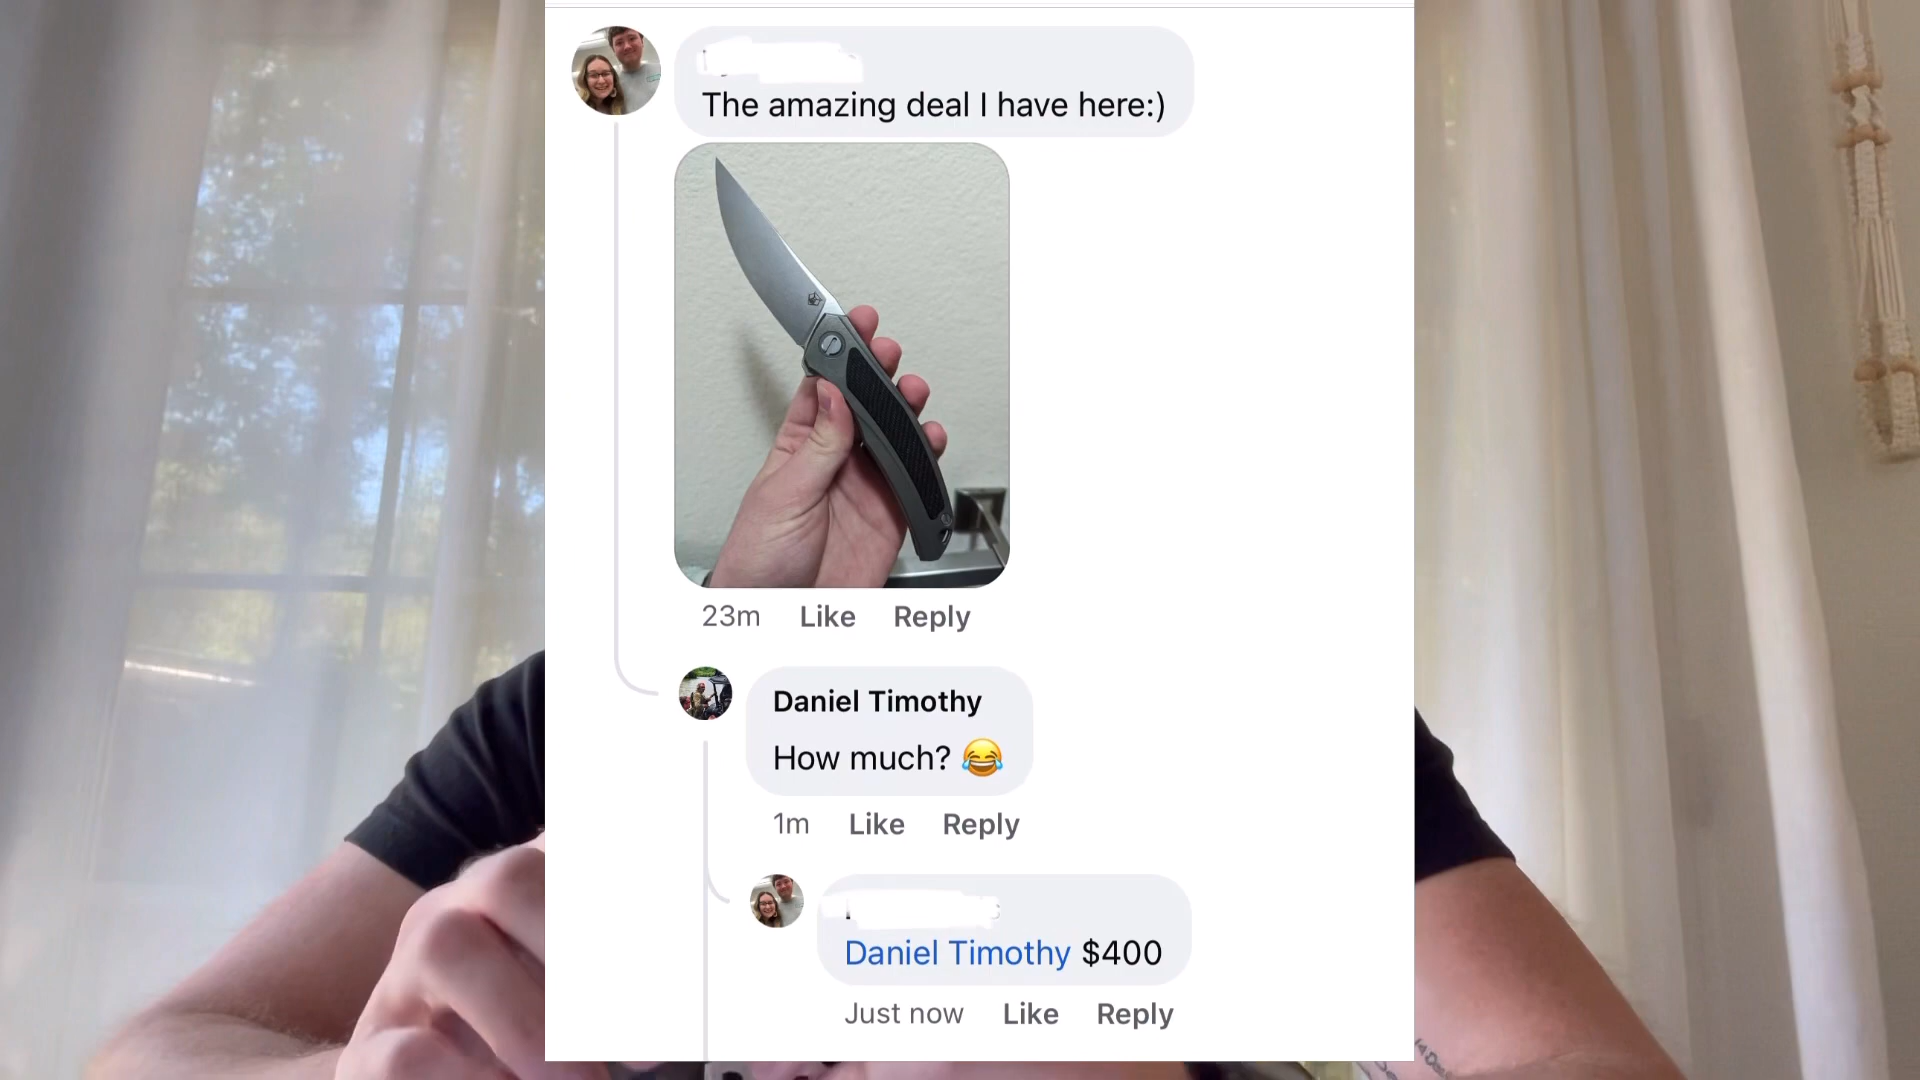 The amazing deal I have here:)
23m Like Reply
Daniel Timothy
How much? 😂
1m Like Reply
Daniel Timothy $400
Just now Like Reply